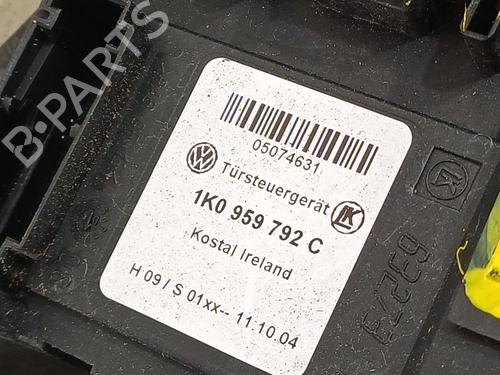 B-PARTS
05074631
Türsteuergerät
1K0 959 792 C
Kostal Ireland
H 09 / S 01xx-- 11.10.04